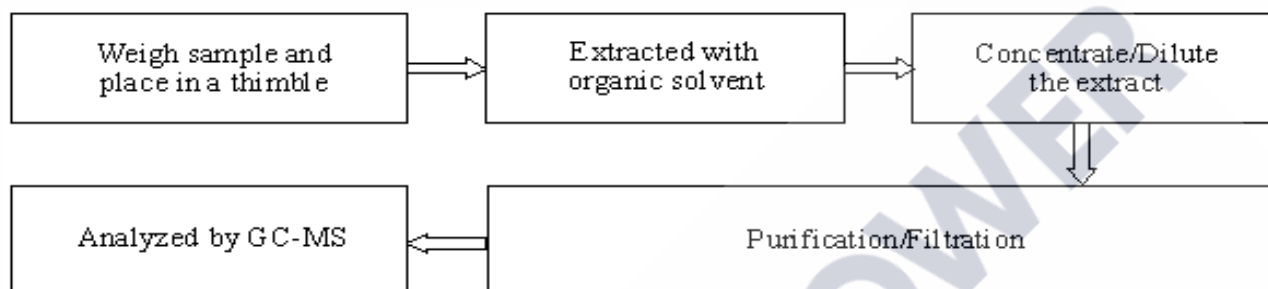 Weigh sample and
place in a thimble
Extracted with
organic solvent
Concentrate/Dilute
the extract
Purification/Filtration
Analyzed by GC-MS
OWER